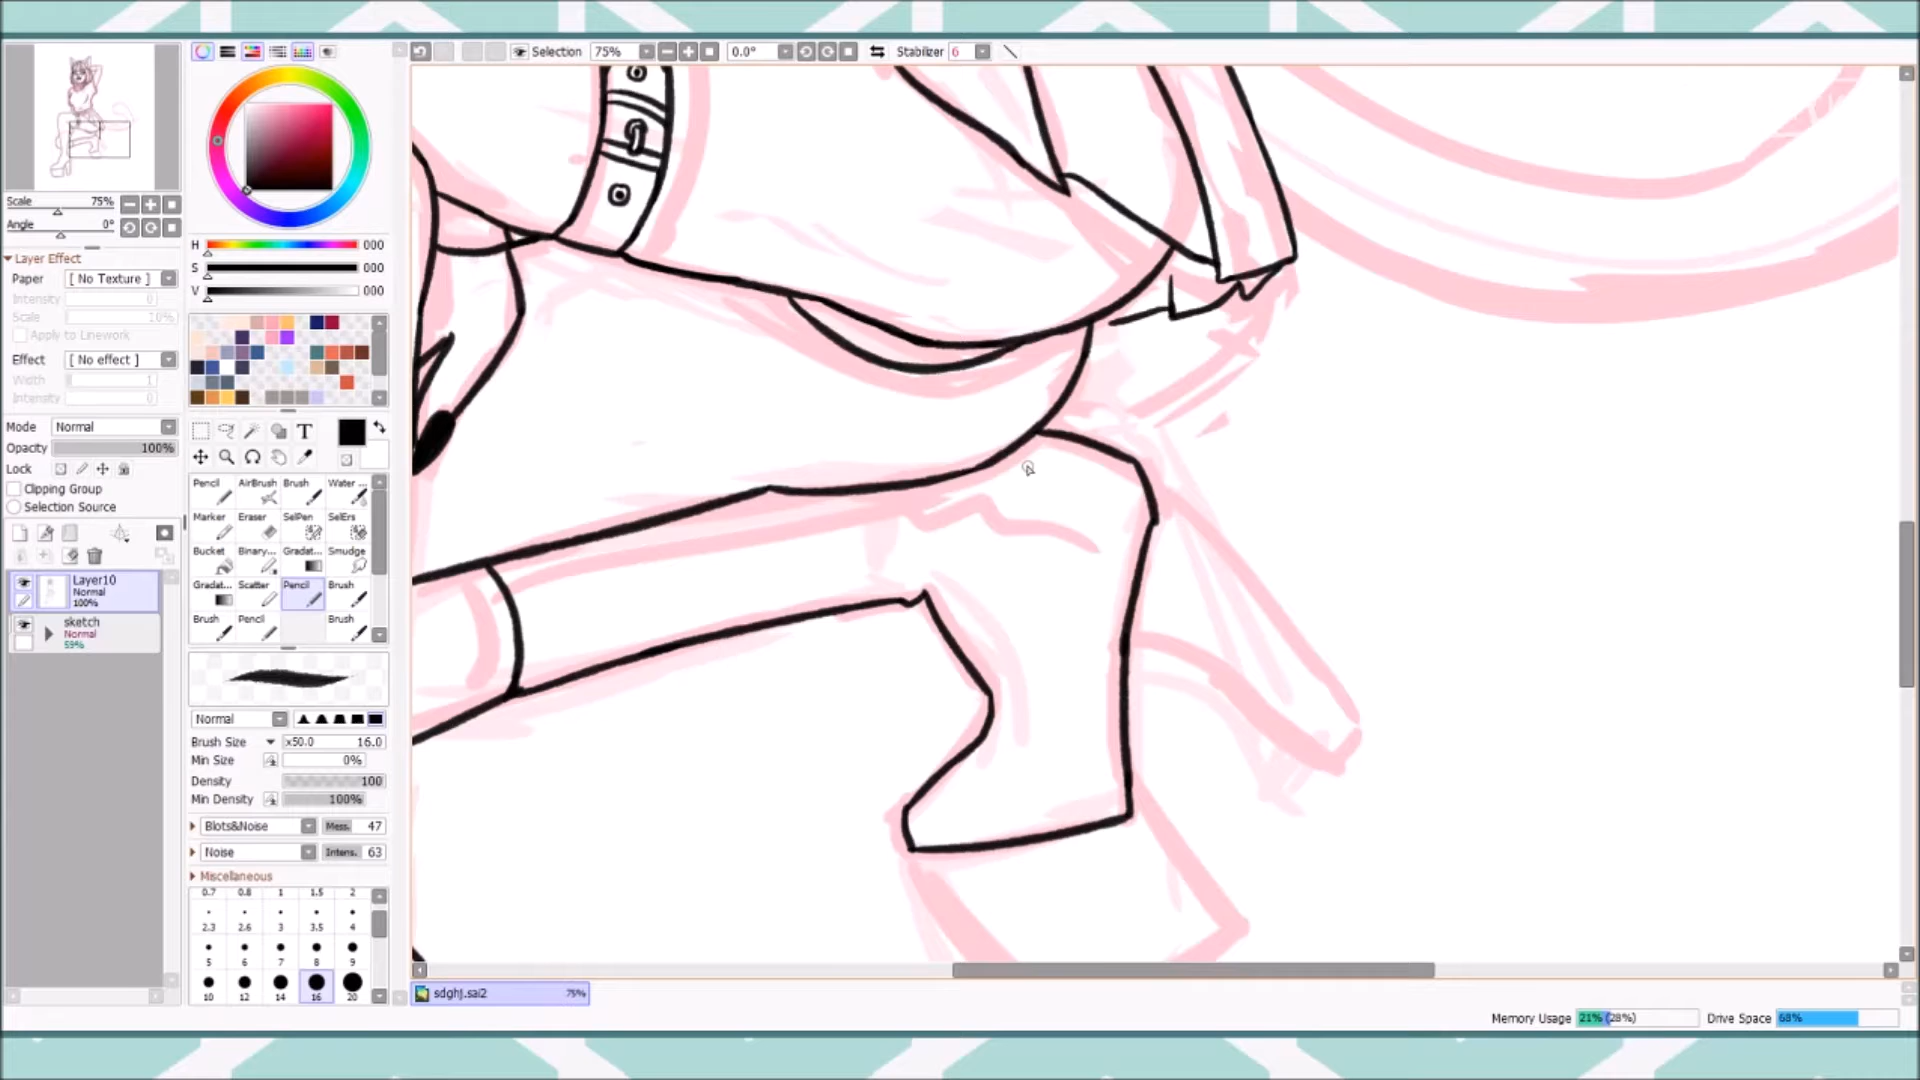 Selection 75% 0.0° Stabilizer 6
Scale 75%
Angle 0°
Layer Effect
Paper [ No Texture ]
Intensity 0
Scale 10%
Apply to Linework
Effect [ No effect ]
Width 1
Intensity 0
Mode Normal
Opacity 100%
Lock
Clipping Group
Selection Source
Layer10
Normal
100%
sketch
Normal
59%
H 000
S 000
V 000
T
Pencil AirBrush Brush Water ...
Marker Eraser SelPen SelErs
Bucket Binary... Gradat... Smudge
Gradat... Scatter Pencil Brush
Brush Pencil Brush
Normal
Brush Size x50.0 16.0
Min Size 0%
Density 100
Min Density 100%
Blots&Noise Mess. 47
Noise Intens. 63
Miscellaneous
0.7 0.8 1 1.5 2
2.3 2.6 3 3.5 4
5 6 7 8 9
10 12 14 16 20
sdghj.sai2 75%
Memory Usage 21% (28%) Drive Space 68%